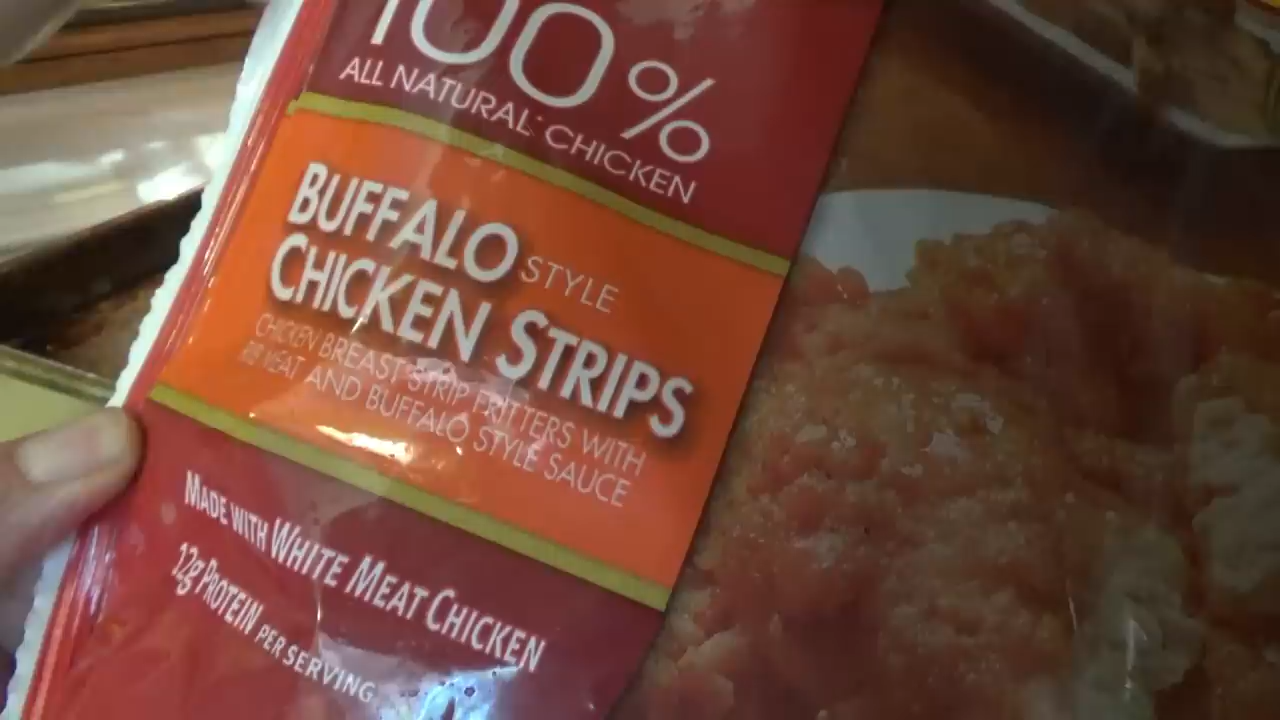 100%
ALL NATURAL CHICKEN
BUFFALO STYLE
CHICKEN STRIPS
CHICKEN BREAST STRIP FRITTERS WITH
RIB MEAT AND BUFFALO STYLE SAUCE
MADE WITH WHITE MEAT CHICKEN
12g PROTEIN PER SERVING